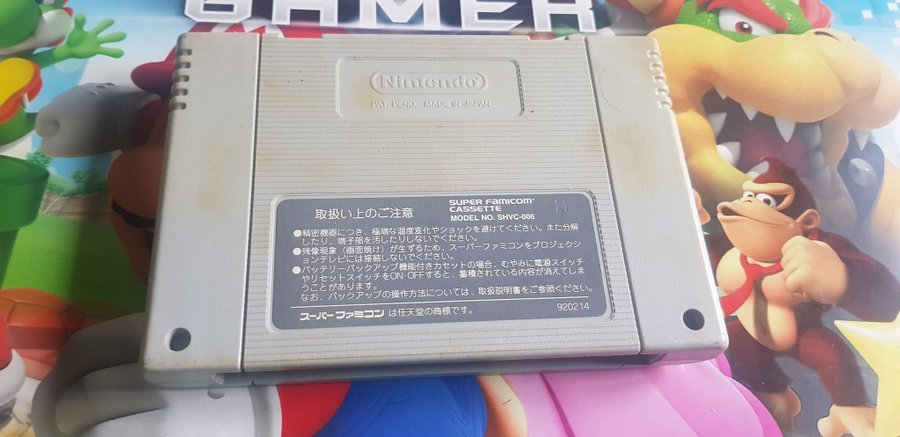 GAMER
Nintendo
PAT. PEND. MADE IN JAPAN
取扱い上のご注意
SUPER FAMICOM
CASSETTE
MODEL NO. SHVC-006
●精密機器につき、極端な温度変化やショックを避けてください。また分解
したり、端子部を汚したりしないでください。
●残像現象(画面焼け)が生ずるため、スーパーファミコンをプロジェクシ
ョンテレビには接続しないでください。
●バッテリーバックアップ機能付きカセットの場合、むやみに電源スイッチ
やリセットスイッチをON-OFFすると、蓄積されている内容が消えてしま
うことがあります。
なお、バックアップの操作方法については、取扱説明書をご参照ください。
スーパーファミコンは任天堂の商標です。
920214